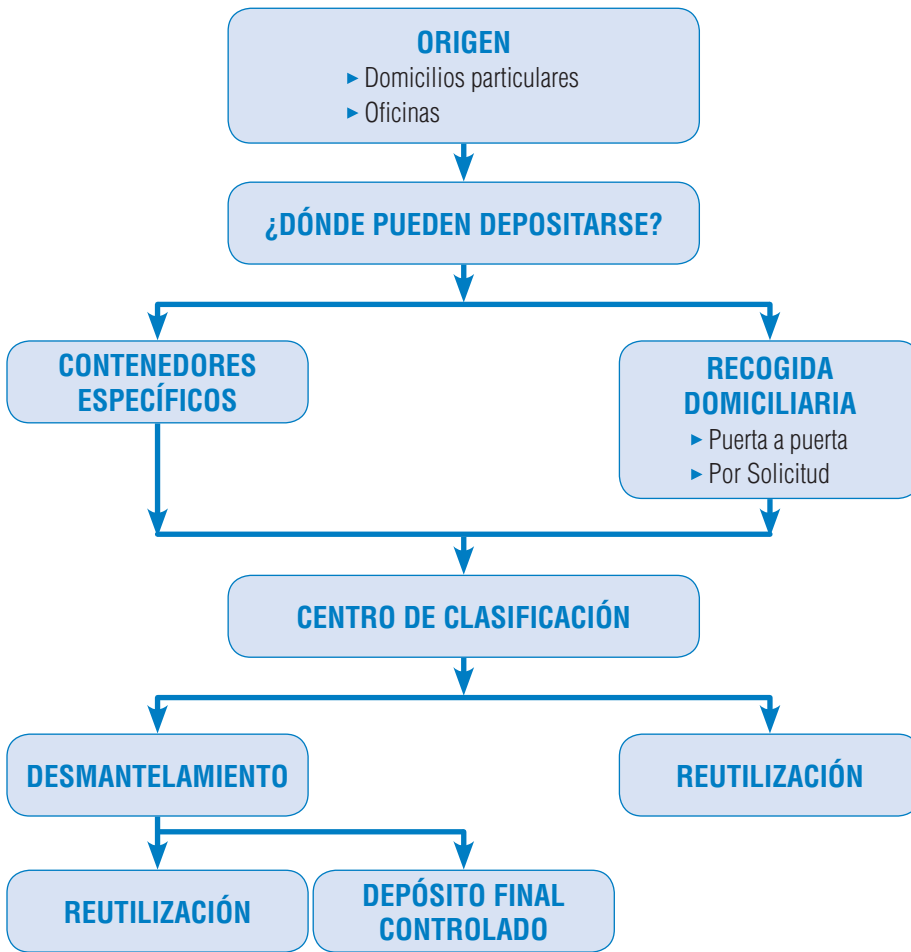 ORIGEN
► Domicilios particulares
► Oficinas
¿DÓNDE PUEDEN DEPOSITARSE?
CONTENEDORES
ESPECÍFICOS
RECOGIDA
DOMICILIARIA
► Puerta a puerta
► Por Solicitud
CENTRO DE CLASIFICACIÓN
DESMANTELAMIENTO
REUTILIZACIÓN
REUTILIZACIÓN
DEPÓSITO FINAL
CONTROLADO